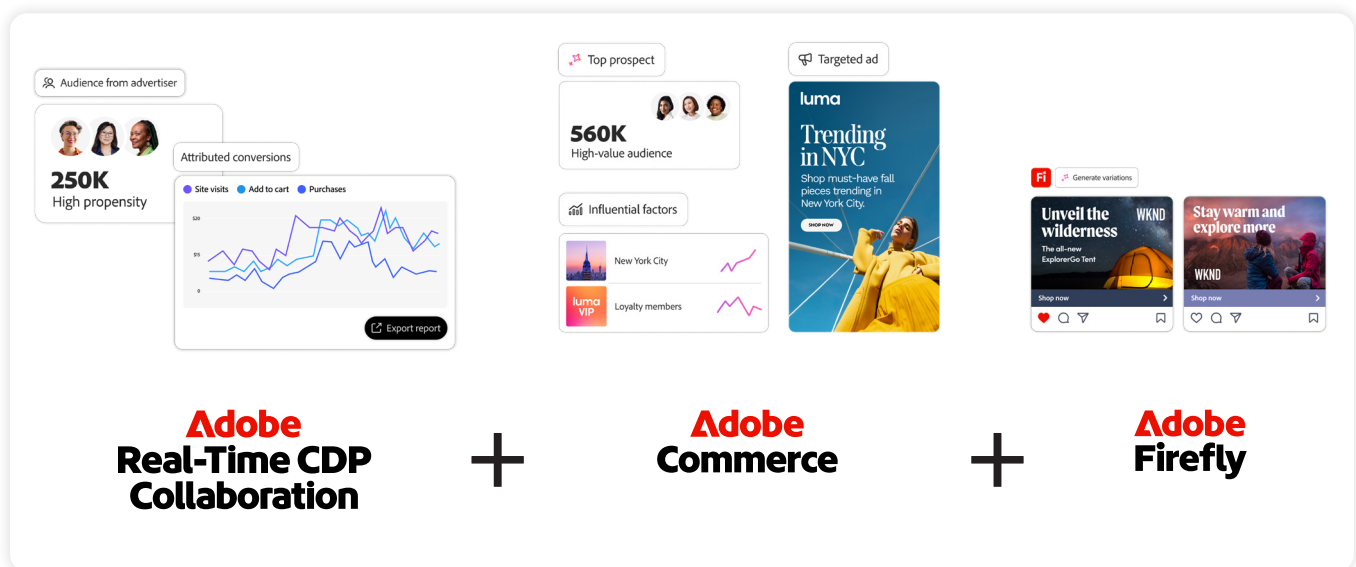 Audience from advertiser
250K
High propensity
Attributed conversions
Site visits
Add to cart
Purchases
$30
$15
0
Export report
Top prospect
560K
High-value audience
Influential factors
New York City
luma
VIP
Loyalty members
Targeted ad
luma
Trending
in NYC
Shop must-have fall
pieces trending in
New York City.
SHOP NOW
Fi
Generate variations
Unveil the
wilderness
WKND
The all-new
ExplorerGo Tent
Shop now
Stay warm and
explore more
WKND
Shop now
Adobe
Real-Time CDP
Collaboration
+
Adobe
Commerce
+
Adobe
Firefly